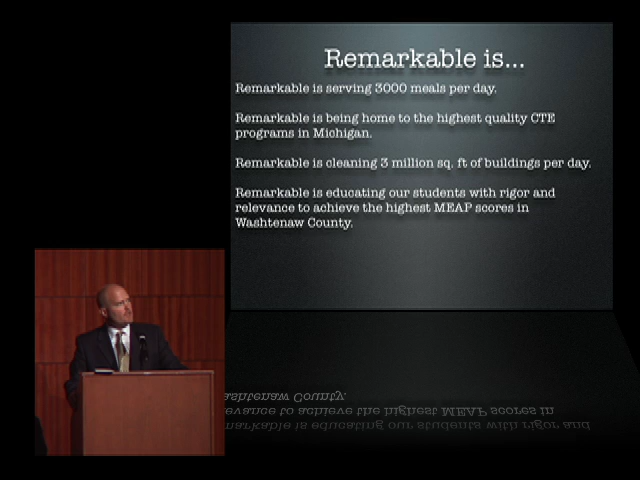 Remarkable is...
Remarkable is serving 3000 meals per day.
Remarkable is being home to the highest quality CTE
programs in Michigan.
Remarkable is cleaning 3 million sq. ft of buildings per day.
Remarkable is educating our students with rigor and
relevance to achieve the highest MEAP scores in
Washtenaw County.